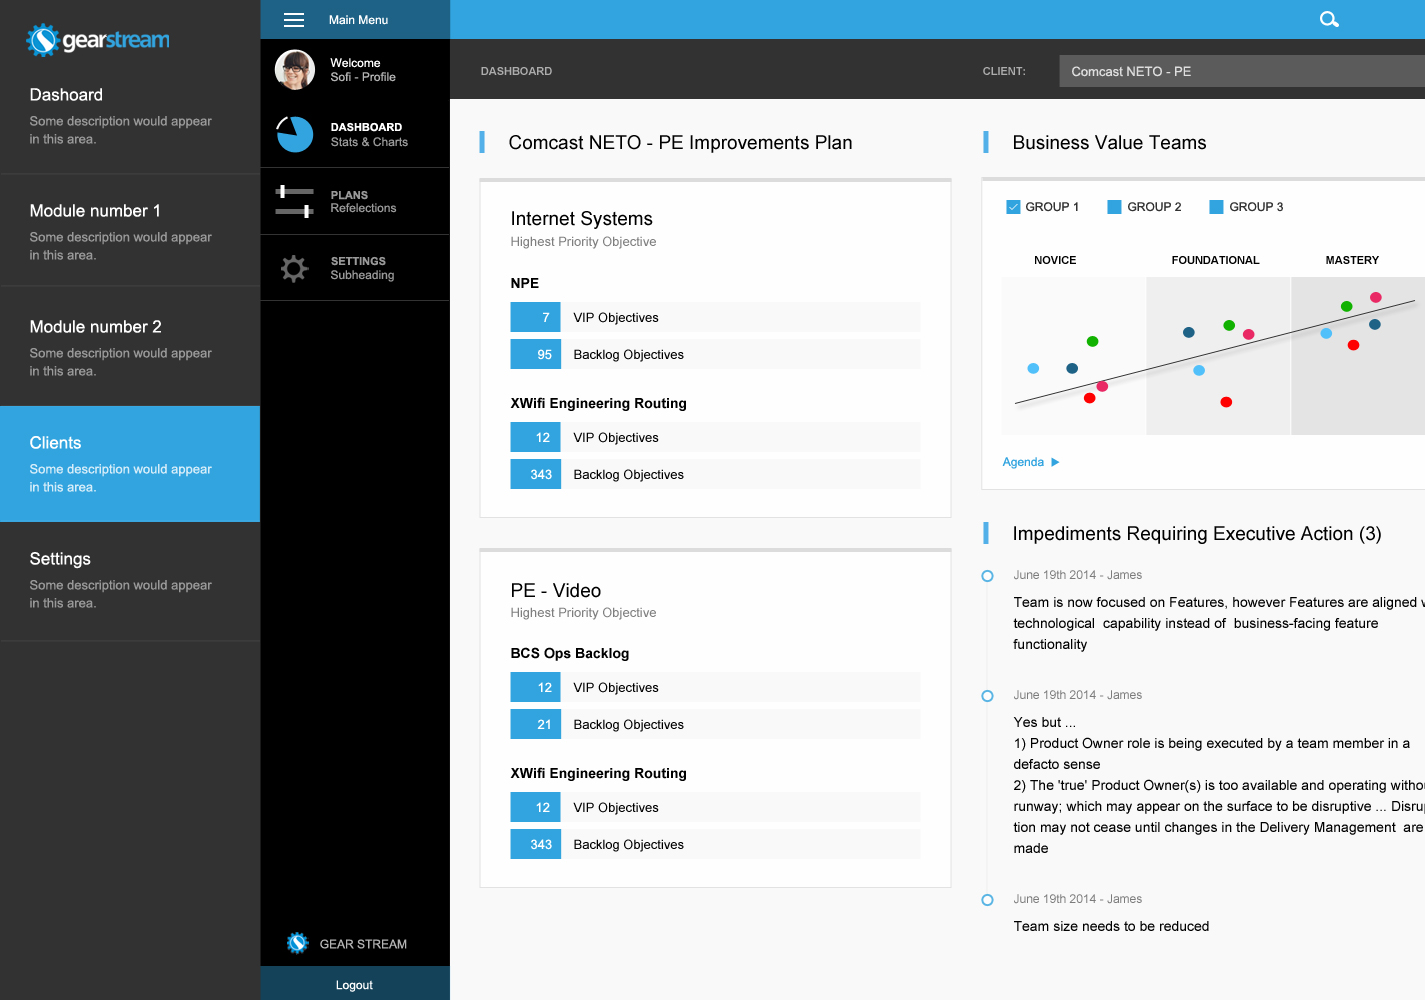 gearstream
Dashoard
Some description would appear
in this area.
Module number 1
Some description would appear
in this area.
Module number 2
Some description would appear
in this area.
Clients
Some description would appear
in this area.
Settings
Some description would appear
in this area.
Main Menu
Welcome
Sofi - Profile
DASHBOARD
Stats & Charts
PLANS
Refelections
SETTINGS
Subheading
GEAR STREAM
Logout
DASHBOARD
CLIENT:
Comcast NETO - PE
Comcast NETO - PE Improvements Plan
Internet Systems
Highest Priority Objective
NPE
7 VIP Objectives
95 Backlog Objectives
XWifi Engineering Routing
12 VIP Objectives
343 Backlog Objectives
PE - Video
Highest Priority Objective
BCS Ops Backlog
12 VIP Objectives
21 Backlog Objectives
XWifi Engineering Routing
12 VIP Objectives
343 Backlog Objectives
Business Value Teams
GROUP 1 GROUP 2 GROUP 3
NOVICE FOUNDATIONAL MASTERY
Agenda
Impediments Requiring Executive Action (3)
June 19th 2014 - James
Team is now focused on Features, however Features are aligned
technological capability instead of business-facing feature
functionality
June 19th 2014 - James
Yes but ...
1) Product Owner role is being executed by a team member in a
defacto sense
2) The 'true' Product Owner(s) is too available and operating
runway; which may appear on the surface to be disruptive ...
tion may not cease until changes in the Delivery Management are
made
June 19th 2014 - James
Team size needs to be reduced